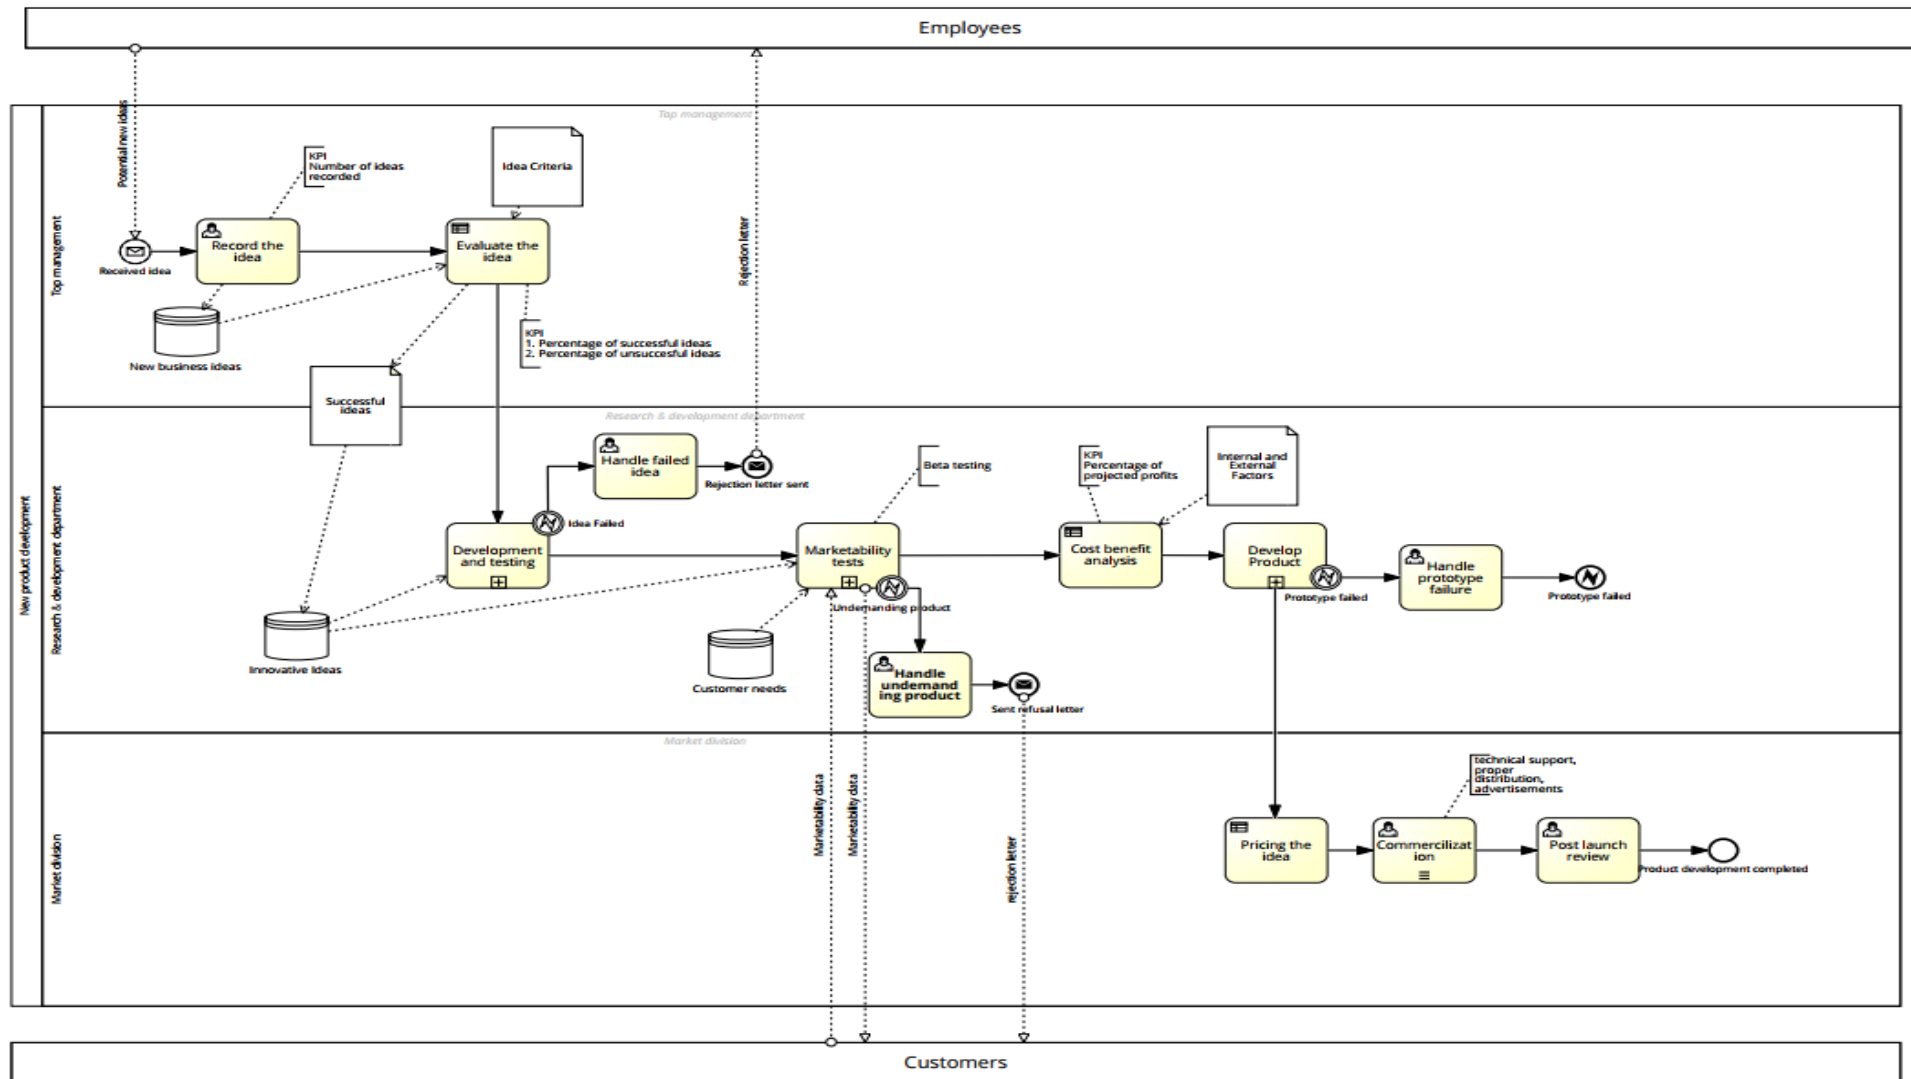 Employees
Potential new ideas
Top management
KPI
Number of ideas
recorded
Idea Criteria
Top management
Record the
idea
Evaluate the
idea
Rejection letter
Received idea
KPI
1. Percentage of successful ideas
2. Percentage of unsuccesful ideas
New business ideas
Successful
ideas
New product development
Research & development department
Research & development department
Handle failed
idea
Rejection letter sent
Beta testing
KPI
Percentage of
projected profits
Internal and
External
Factors
Idea Failed
Development
and testing
Marketability
tests
Cost benefit
analysis
Develop
Product
Handle
prototype
failure
Prototype failed
Prototype failed
Undemanding product
Innovative Ideas
Customer needs
Handle
undemand
ing product
Sent refusal letter
Market division
Market division
Marketability data
Marketability data
rejection letter
technical support,
proper
distribution,
advertisements
Pricing the
idea
Commercilizat
ion
Post launch
review
Product development completed
Customers